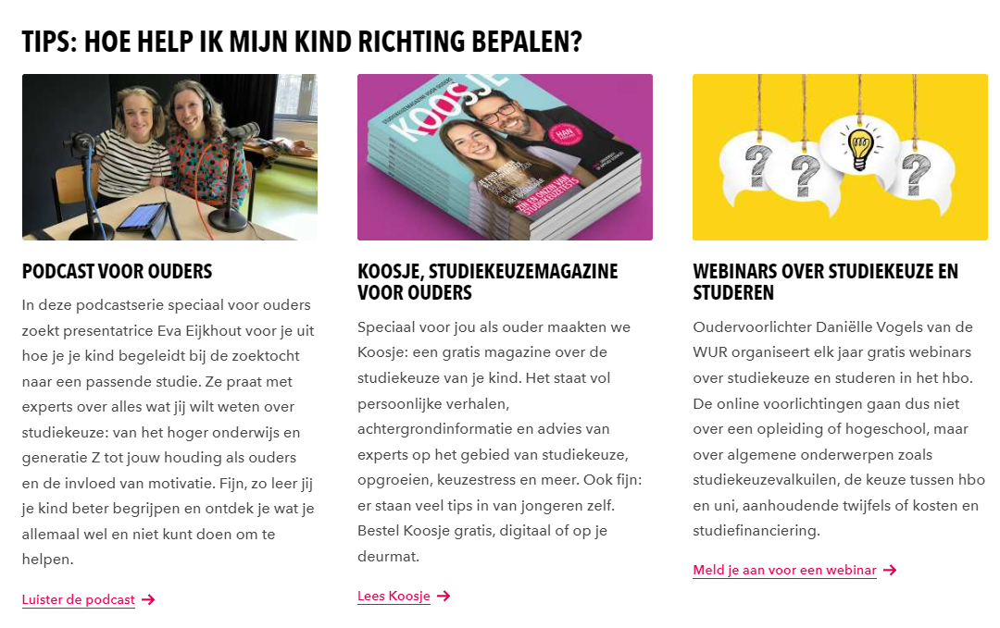 TIPS: HOE HELP IK MIJN KIND RICHTING BEPALEN?
STUDIEKEUZEMAGAZINE VOOR OUDERS
KOOSJE
HAN
ZIN EN ONZIN VAN
STUDIEKEUZETESTS
?
?
?
PODCAST VOOR OUDERS
In deze podcastserie speciaal voor ouders
zoekt presentatrice Eva Eijkhout voor je uit
hoe je je kind begeleidt bij de zoektocht
naar een passende studie. Ze praat met
experts over alles wat jij wilt weten over
studiekeuze: van het hoger onderwijs en
generatie Z tot jouw houding als ouders
en de invloed van motivatie. Fijn, zo leer jij
je kind beter begrijpen en ontdek je wat je
allemaal wel en niet kunt doen om te
helpen.
Luister de podcast →
KOOSJE, STUDIEKEUZEMAGAZINE
VOOR OUDERS
Speciaal voor jou als ouder maakten we
Koosje: een gratis magazine over de
studiekeuze van je kind. Het staat vol
persoonlijke verhalen,
achtergrondinformatie en advies van
experts op het gebied van studiekeuze,
opgroeien, keuzestress en meer. Ook fijn:
er staan veel tips in van jongeren zelf.
Bestel Koosje gratis, digitaal of op je
deurmat.
Lees Koosje →
WEBINARS OVER STUDIEKEUZE EN
STUDEREN
Oudervoorlichter Daniëlle Vogels van de
WUR organiseert elk jaar gratis webinars
over studiekeuze en studeren in het hbo.
De online voorlichtingen gaan dus niet
over een opleiding of hogeschool, maar
over algemene onderwerpen zoals
studiekeuzevalkuilen, de keuze tussen hbo
en uni, aanhoudende twijfels of kosten en
studiefinanciering.
Meld je aan voor een webinar →